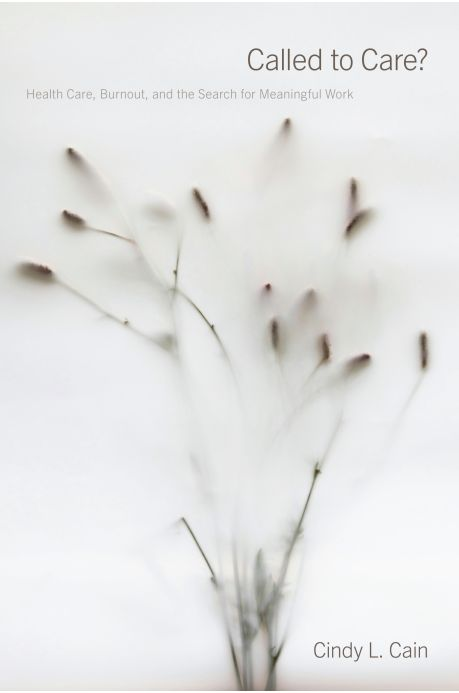 Called to Care?
Health Care, Burnout, and the Search for Meaningful Work
Cindy L. Cain